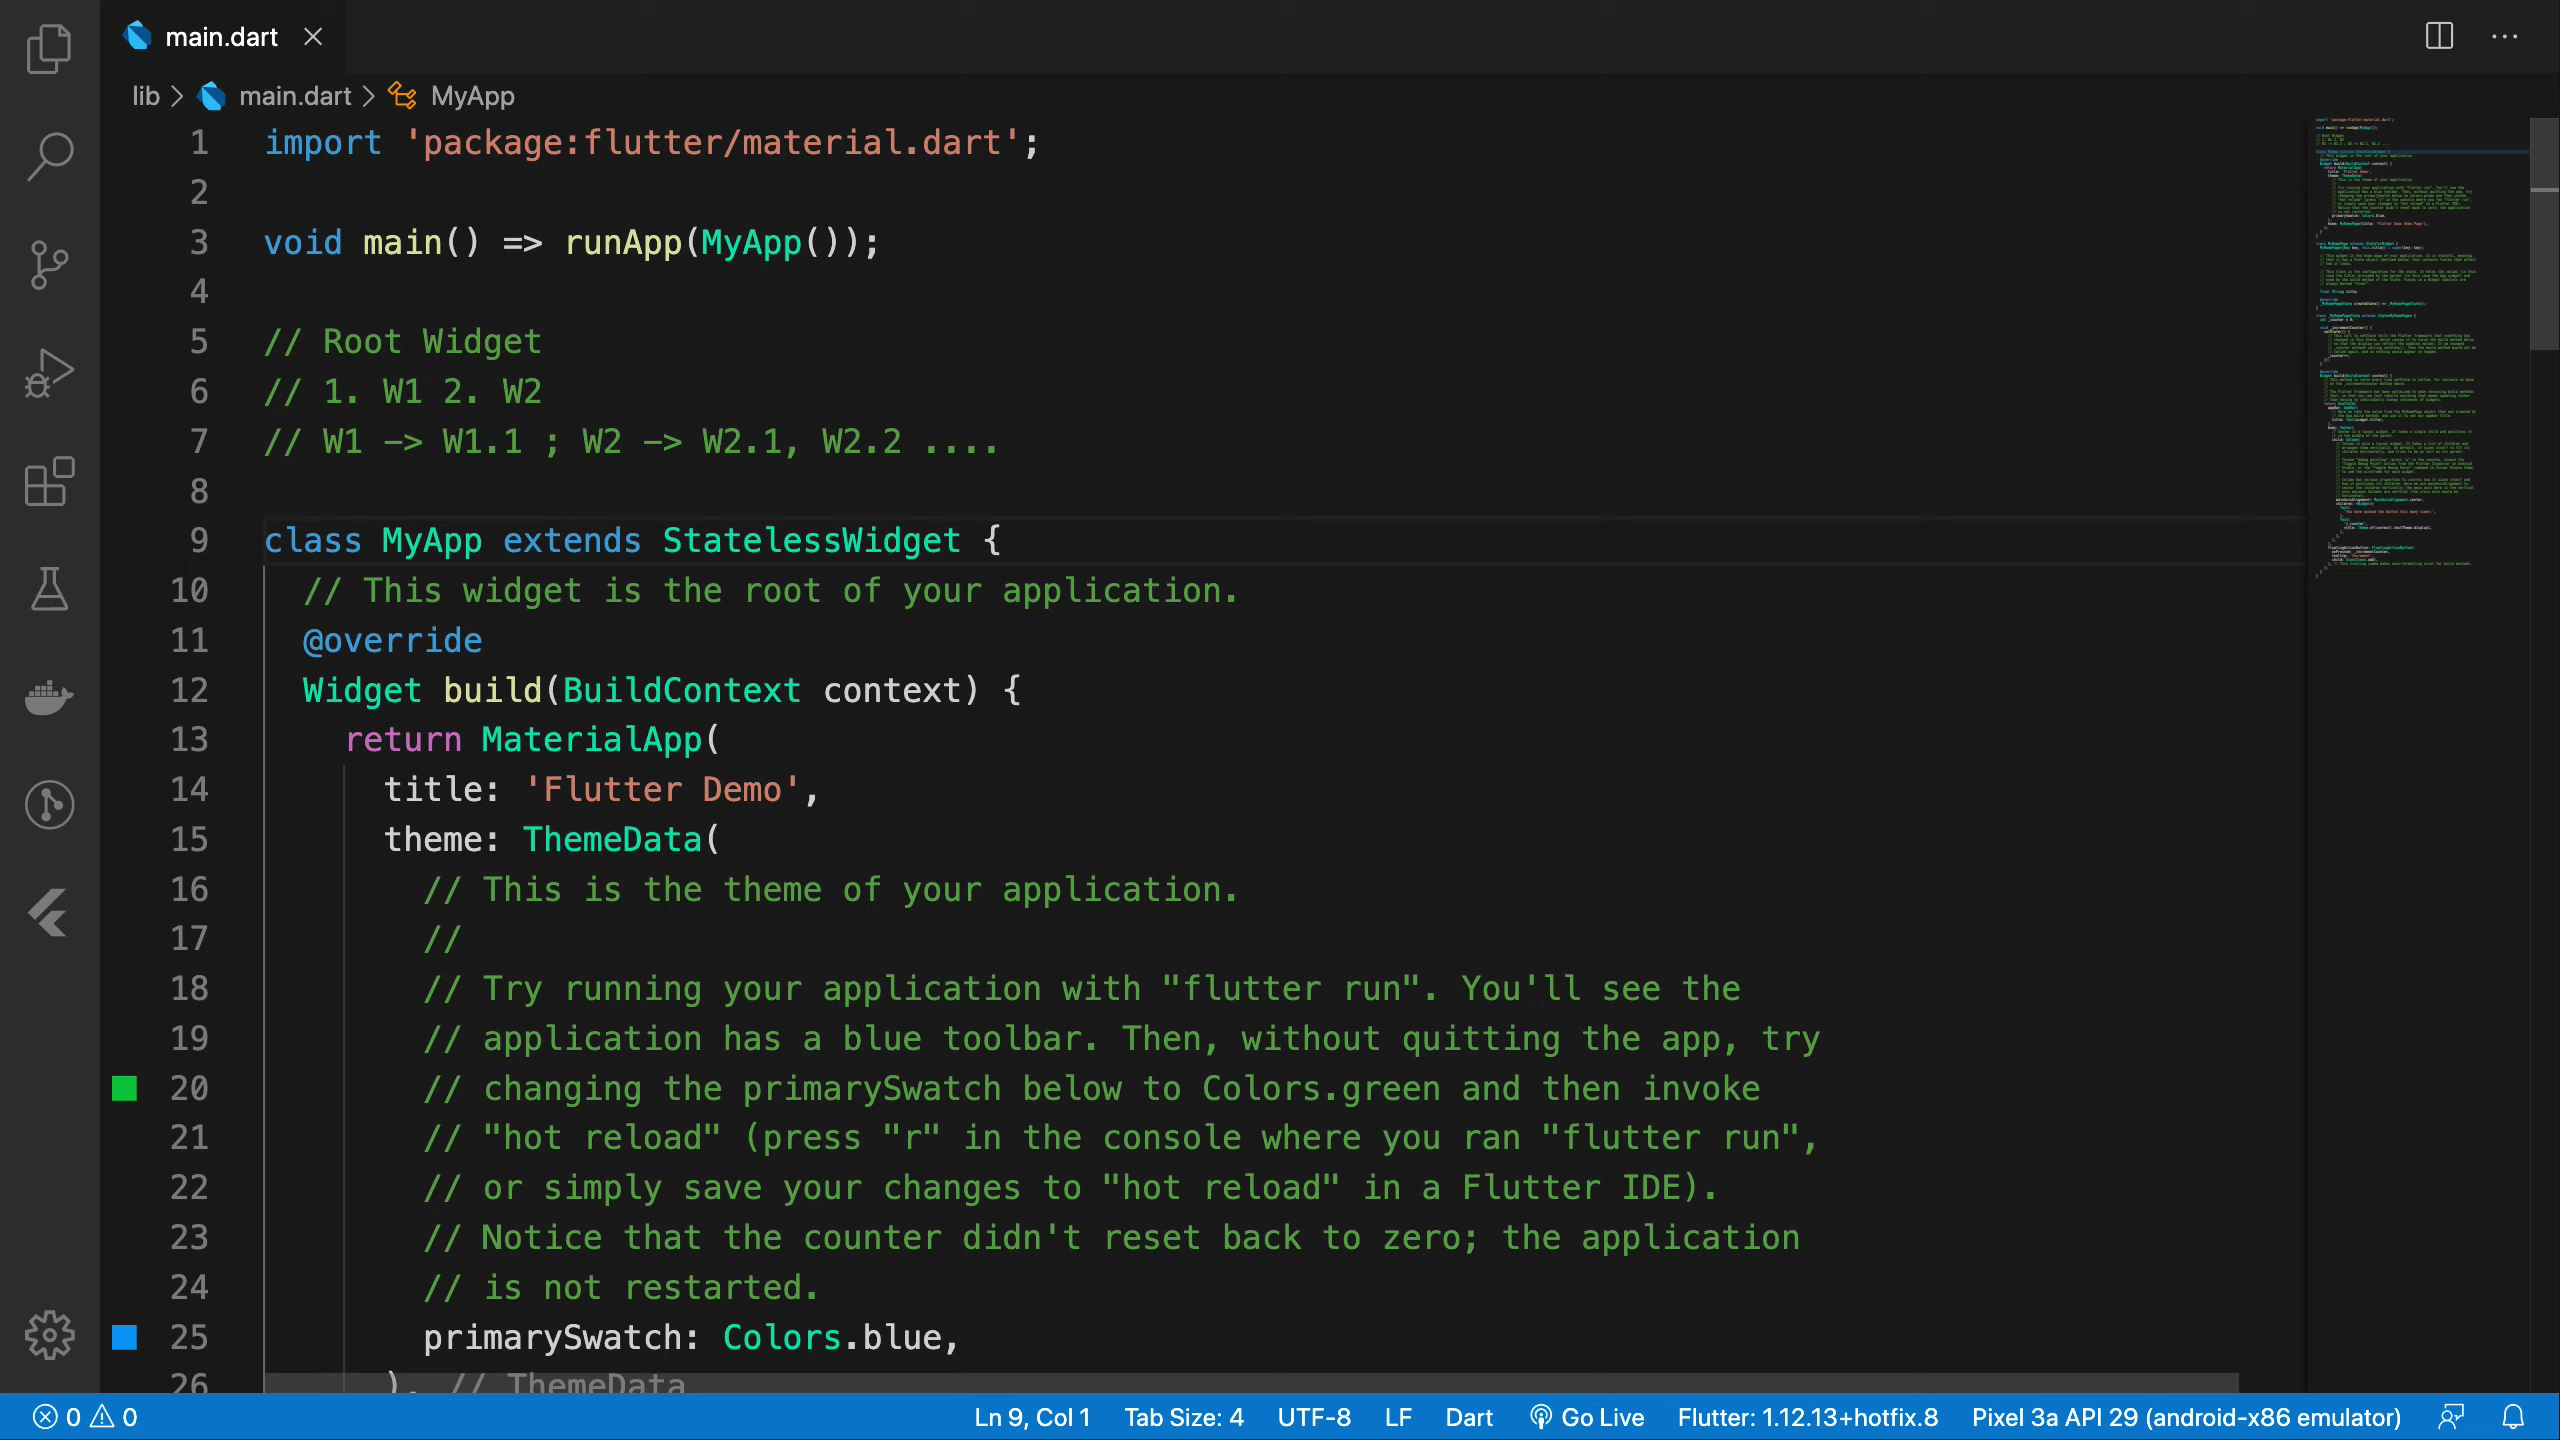 main.dart
lib > main.dart > MyApp
1 import 'package:flutter/material.dart';
2
3 void main() => runApp(MyApp());
4
5 // Root Widget
6 // 1. W1 2. W2
7 // W1 -> W1.1 ; W2 -> W2.1, W2.2 ....
8
9 class MyApp extends StatelessWidget {
10 // This widget is the root of your application.
11 @override
12 Widget build(BuildContext context) {
13 return MaterialApp(
14 title: 'Flutter Demo',
15 theme: ThemeData(
16 // This is the theme of your application.
17 //
18 // Try running your application with "flutter run". You'll see the
19 // application has a blue toolbar. Then, without quitting the app, try
20 // changing the primarySwatch below to Colors.green and then invoke
21 // "hot reload" (press "r" in the console where you ran "flutter run",
22 // or simply save your changes to "hot reload" in a Flutter IDE).
23 // Notice that the counter didn't reset back to zero; the application
24 // is not restarted.
25 primarySwatch: Colors.blue,
26 ), // ThemeData
0 0 Ln 9, Col 1 Tab Size: 4 UTF-8 LF Dart Go Live Flutter: 1.12.13+hotfix.8 Pixel 3a API 29 (android-x86 emulator)